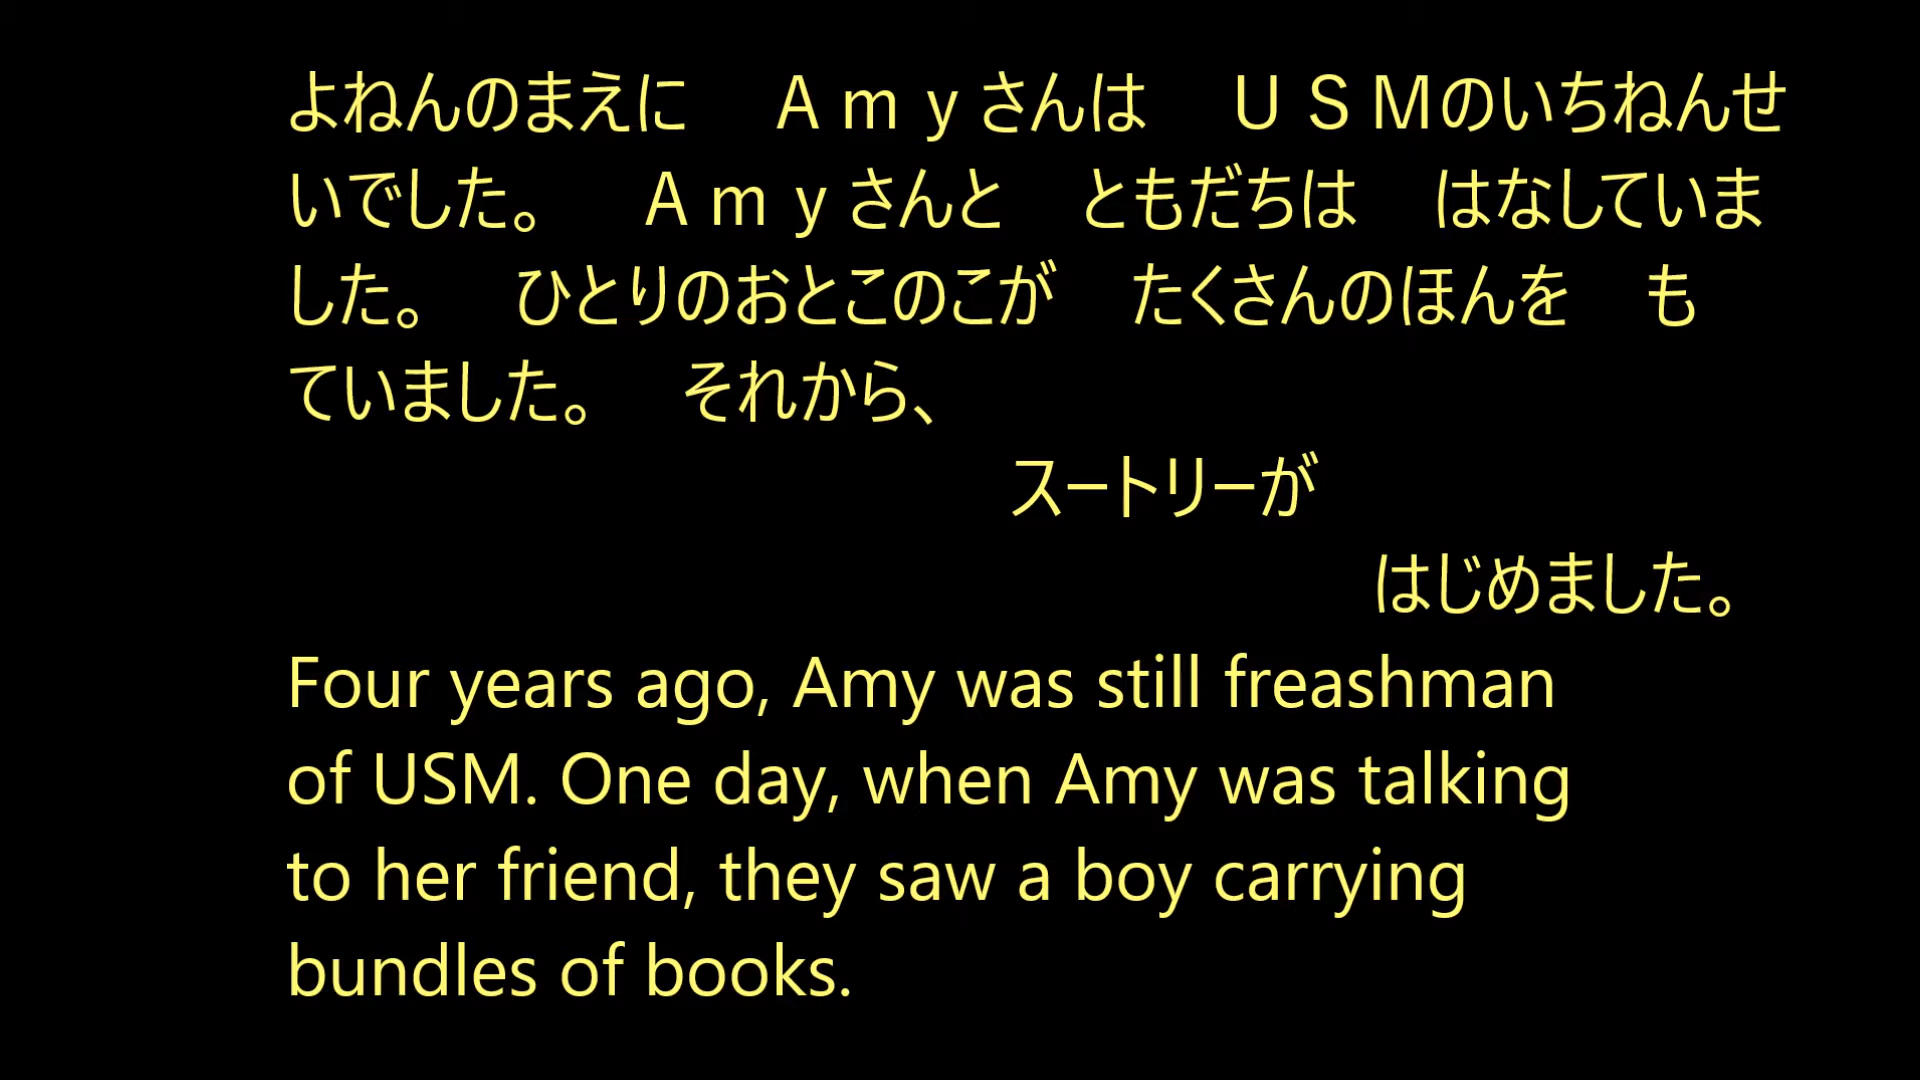 よねんのまえに　Ａｍｙさんは　ＵＳＭのいちねんせ
いでした。　Ａｍｙさんと　ともだちは　はなしていま
した。　ひとりのおとこのこが　たくさんのほんを　も
ていました。　それから、
スートリーが
はじめました。
Four years ago, Amy was still freashman
of USM. One day, when Amy was talking
to her friend, they saw a boy carrying
bundles of books.